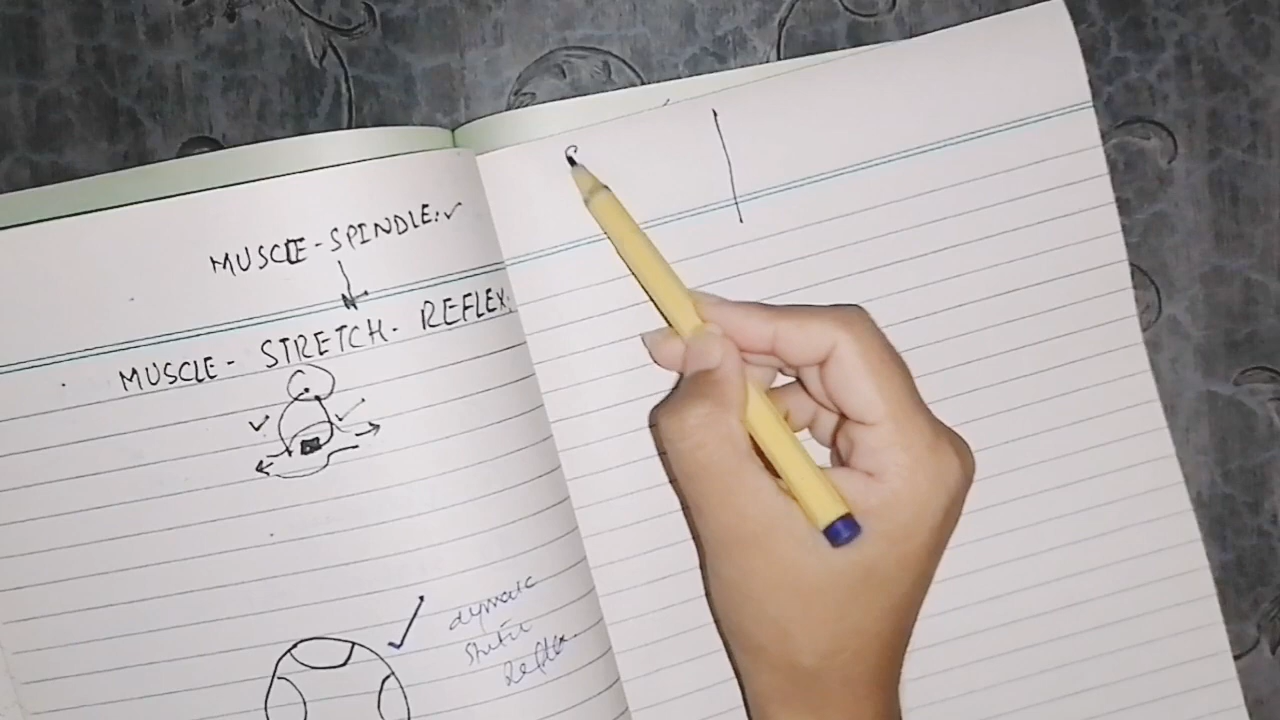 MUSCLE-SPINDLE:
MUSCLE- STRETCH- REFLEX.
dynamic
static
Reflex.